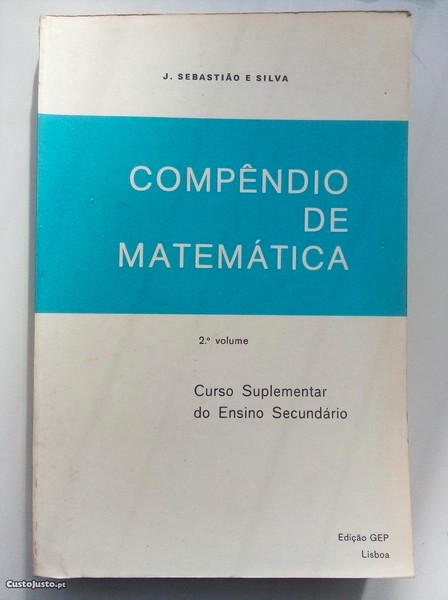 J. SEBASTIÃO E SILVA
COMPÊNDIO
DE
MATEMÁTICA
2.º volume
Curso Suplementar
do Ensino Secundário
Edição GEP
Lisboa
CustoJusto.pt